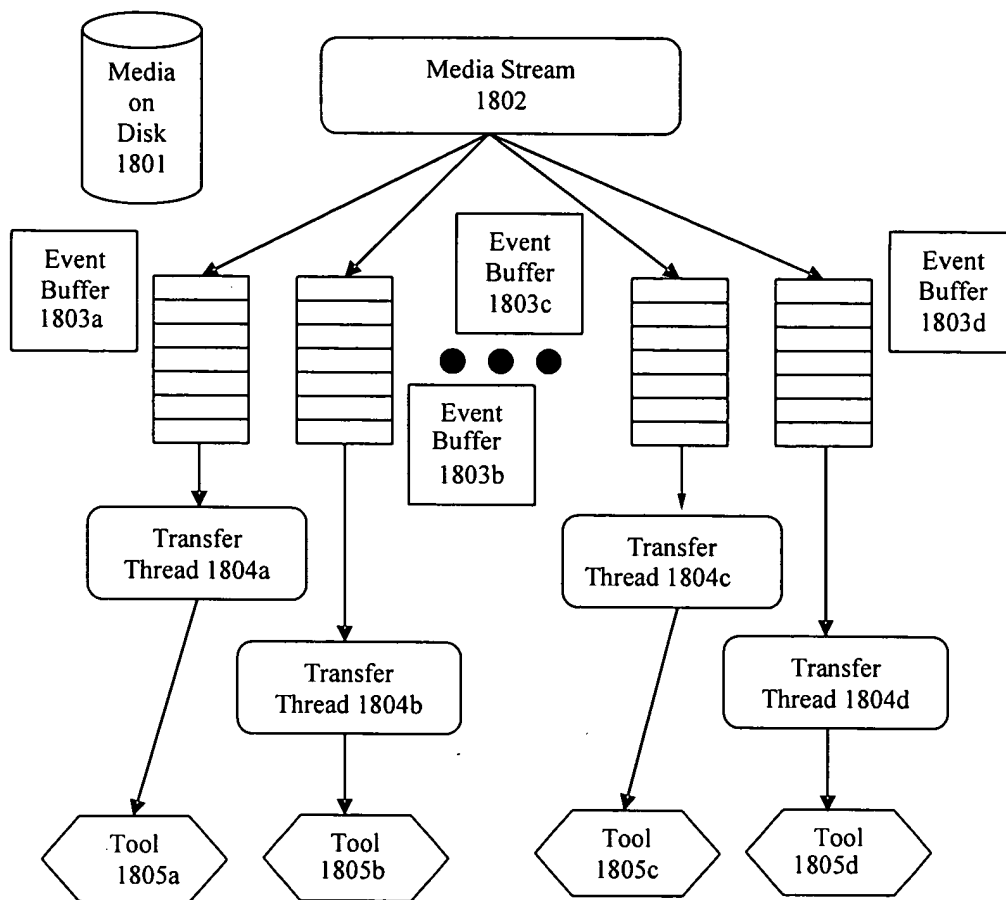 Media
on
Disk
1801
Media Stream
1802
Event
Buffer
1803a
Event
Buffer
1803c
Event
Buffer
1803d
Event
Buffer
1803b
Transfer
Thread 1804a
Transfer
Thread 1804c
Transfer
Thread 1804b
Transfer
Thread 1804d
Tool
1805a
Tool
1805b
Tool
1805c
Tool
1805d